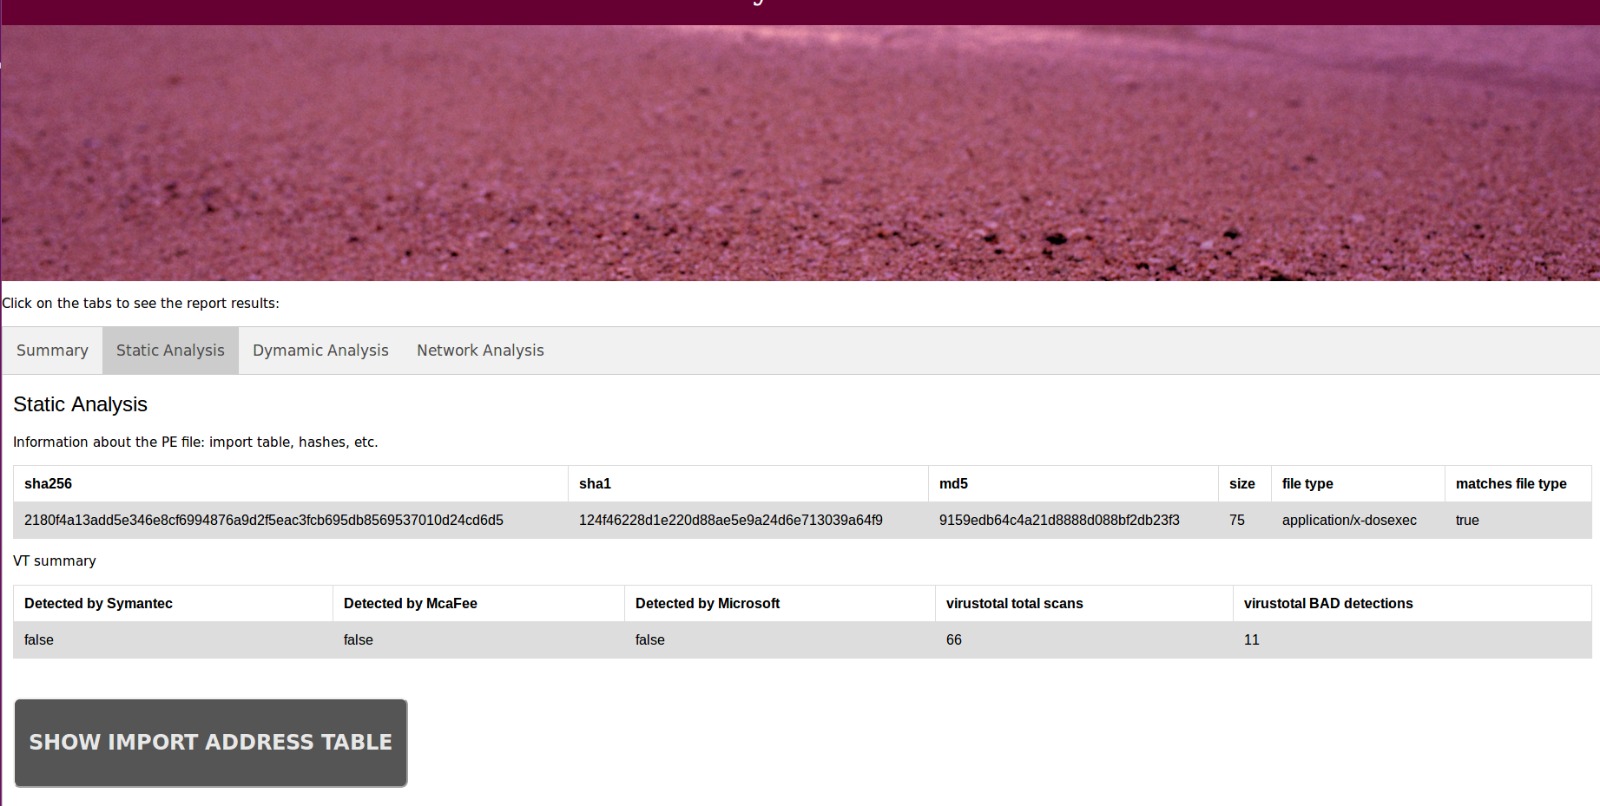 Click on the tabs to see the report results:
Summary Static Analysis Dymamic Analysis Network Analysis
Static Analysis
Information about the PE file: import table, hashes, etc.
sha256 sha1 md5 size file type matches file type
2180f4a13add5e346e8cf6994876a9d2f5eac3fcb695db8569537010d24cd6d5 124f46228d1e220d88ae5e9a24d6e713039a64f9 9159edb64c4a21d8888d088bf2db23f3 75 application/x-dosexec true
VT summary
Detected by Symantec Detected by McaFee Detected by Microsoft virustotal total scans virustotal BAD detections
false false false 66 11
SHOW IMPORT ADDRESS TABLE